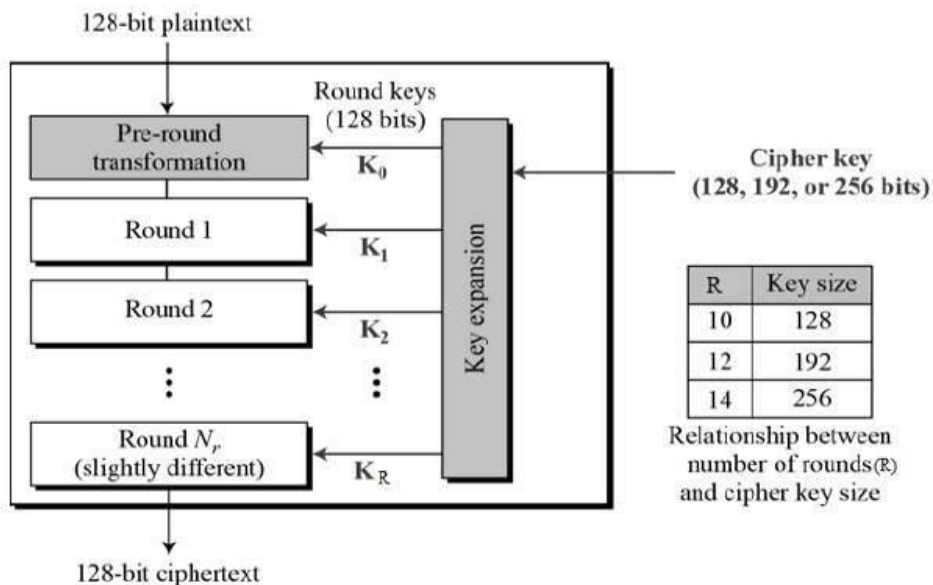 128-bit plaintext
Round keys
(128 bits)
Pre-round
transformation
K0
Cipher key
(128, 192, or 256 bits)
Round 1
K1
Round 2
K2
Key expansion
Round Nr
(slightly different)
KR
128-bit ciphertext
R Key size
10 128
12 192
14 256
Relationship between
number of rounds(R)
and cipher key size